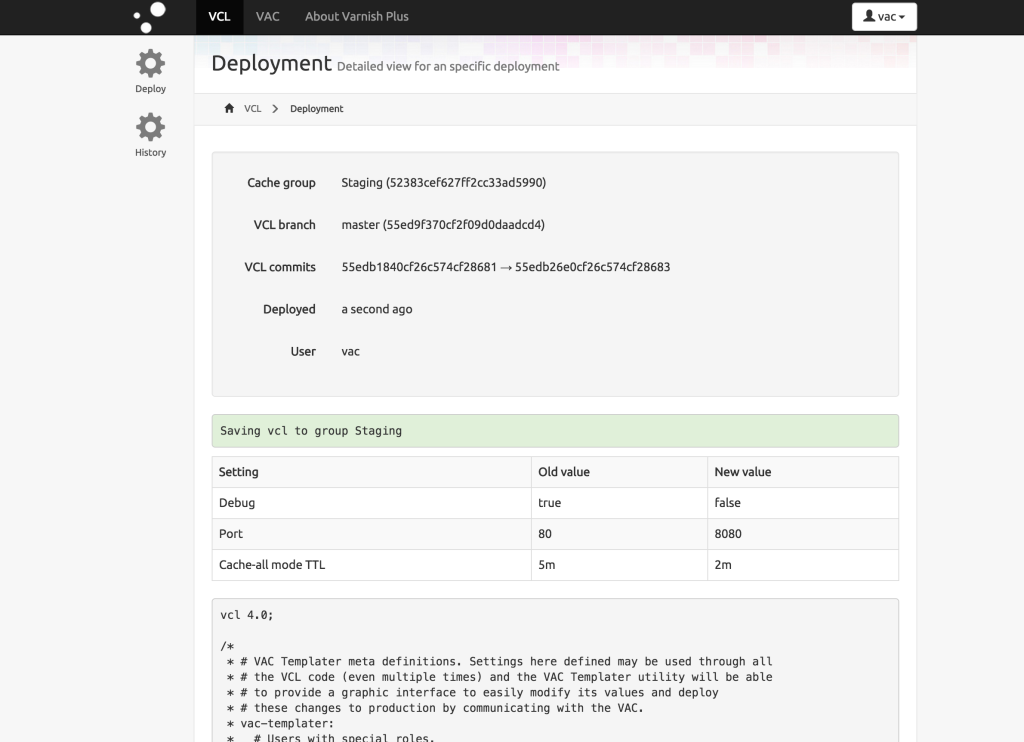 VCL VAC About Varnish Plus vac
Deploy
History
Deployment Detailed view for an specific deployment
VCL Deployment
Cache group Staging (52383cef627ff2cc33ad5990)
VCL branch master (55ed9f370cf2f09d0daadcd4)
VCL commits 55edb1840cf26c574cf28681 → 55edb26e0cf26c574cf28683
Deployed a second ago
User vac
Saving vcl to group Staging
Setting Old value New value
Debug true false
Port 80 8080
Cache-all mode TTL 5m 2m
vcl 4.0;
/*
* # VAC Templater meta definitions. Settings here defined may be used through all
* # the VCL code (even multiple times) and the VAC Templater utility will be able
* # to provide a graphic interface to easily modify its values and deploy
* # these changes to production by communicating with the VAC.
* vac-templater:
* # Users with special roles.